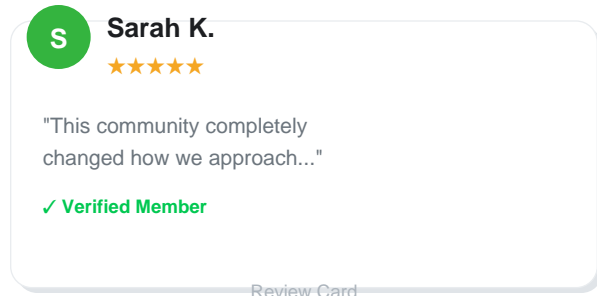 S
Sarah K.
★★★★★
"This community completely
changed how we approach..."
✓ Verified Member
Review Card